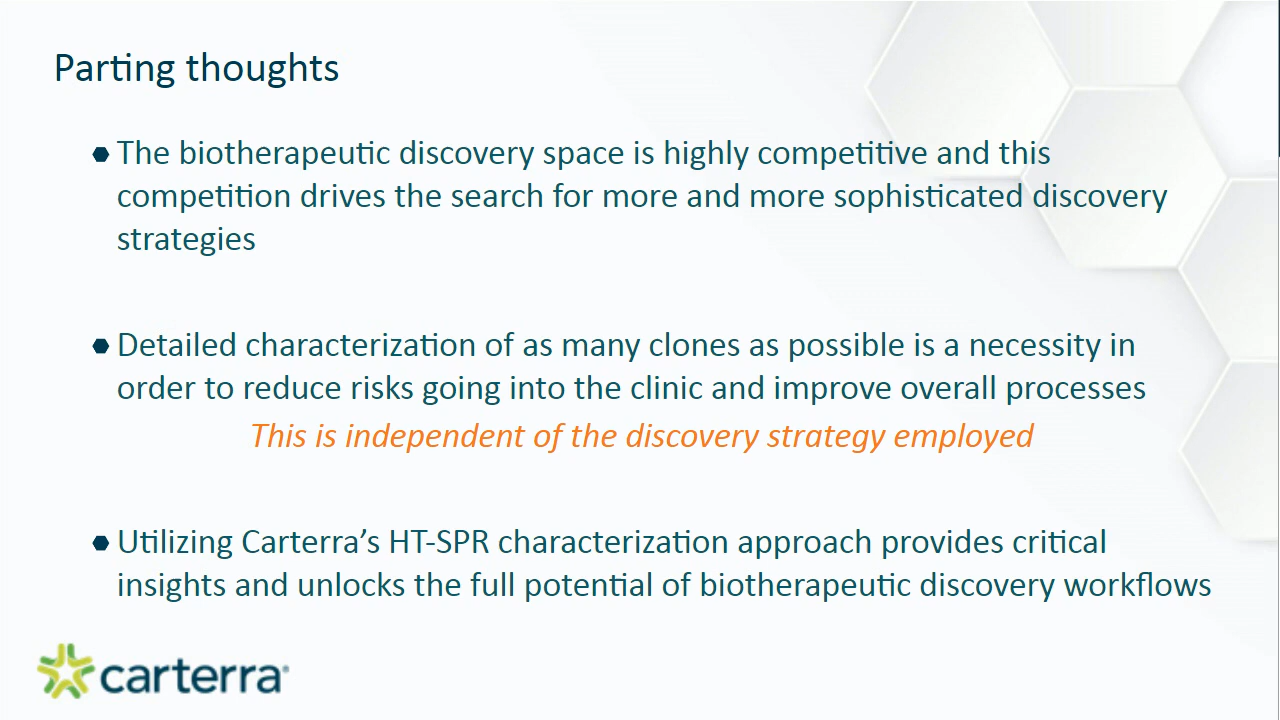 Parting thoughts
The biotherapeutic discovery space is highly competitive and this
competition drives the search for more and more sophisticated discovery
strategies
Detailed characterization of as many clones as possible is a necessity in
order to reduce risks going into the clinic and improve overall processes
This is independent of the discovery strategy employed
Utilizing Carterra’s HT-SPR characterization approach provides critical
insights and unlocks the full potential of biotherapeutic discovery workflows
carterra